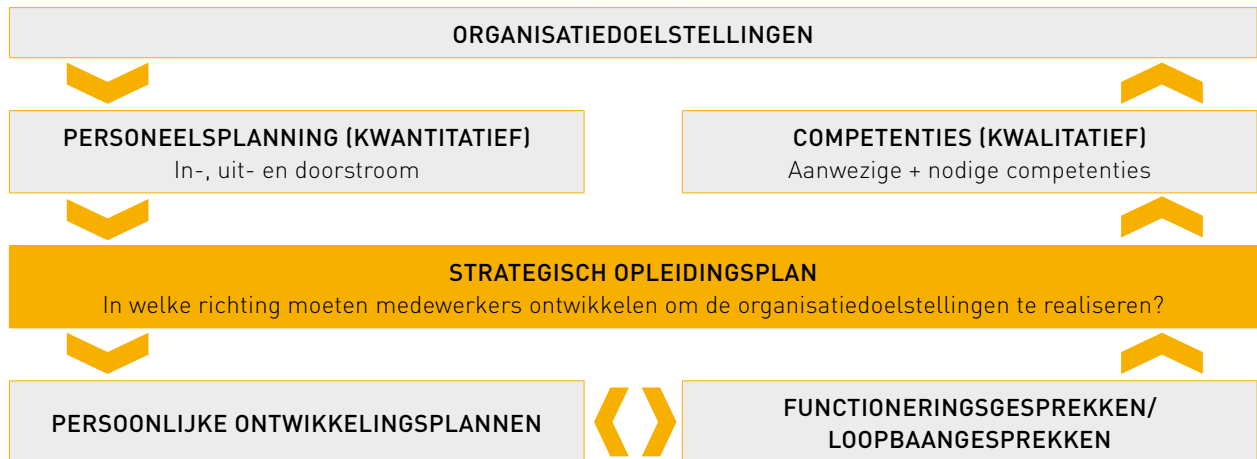 ORGANISATIEDOELSTELLINGEN
PERSONEELSPLANNING (KWANTITATIEF)
In-, uit- en doorstroom
COMPETENTIES (KWALITATIEF)
Aanwezige + nodige competenties
STRATEGISCH OPLEIDINGSPLAN
In welke richting moeten medewerkers ontwikkelen om de organisatiedoelstellingen te realiseren?
PERSOONLIJKE ONTWIKKELINGSPLANNEN
FUNCTIONERINGSGESPREKKEN/
LOOPBAANGESPREKKEN